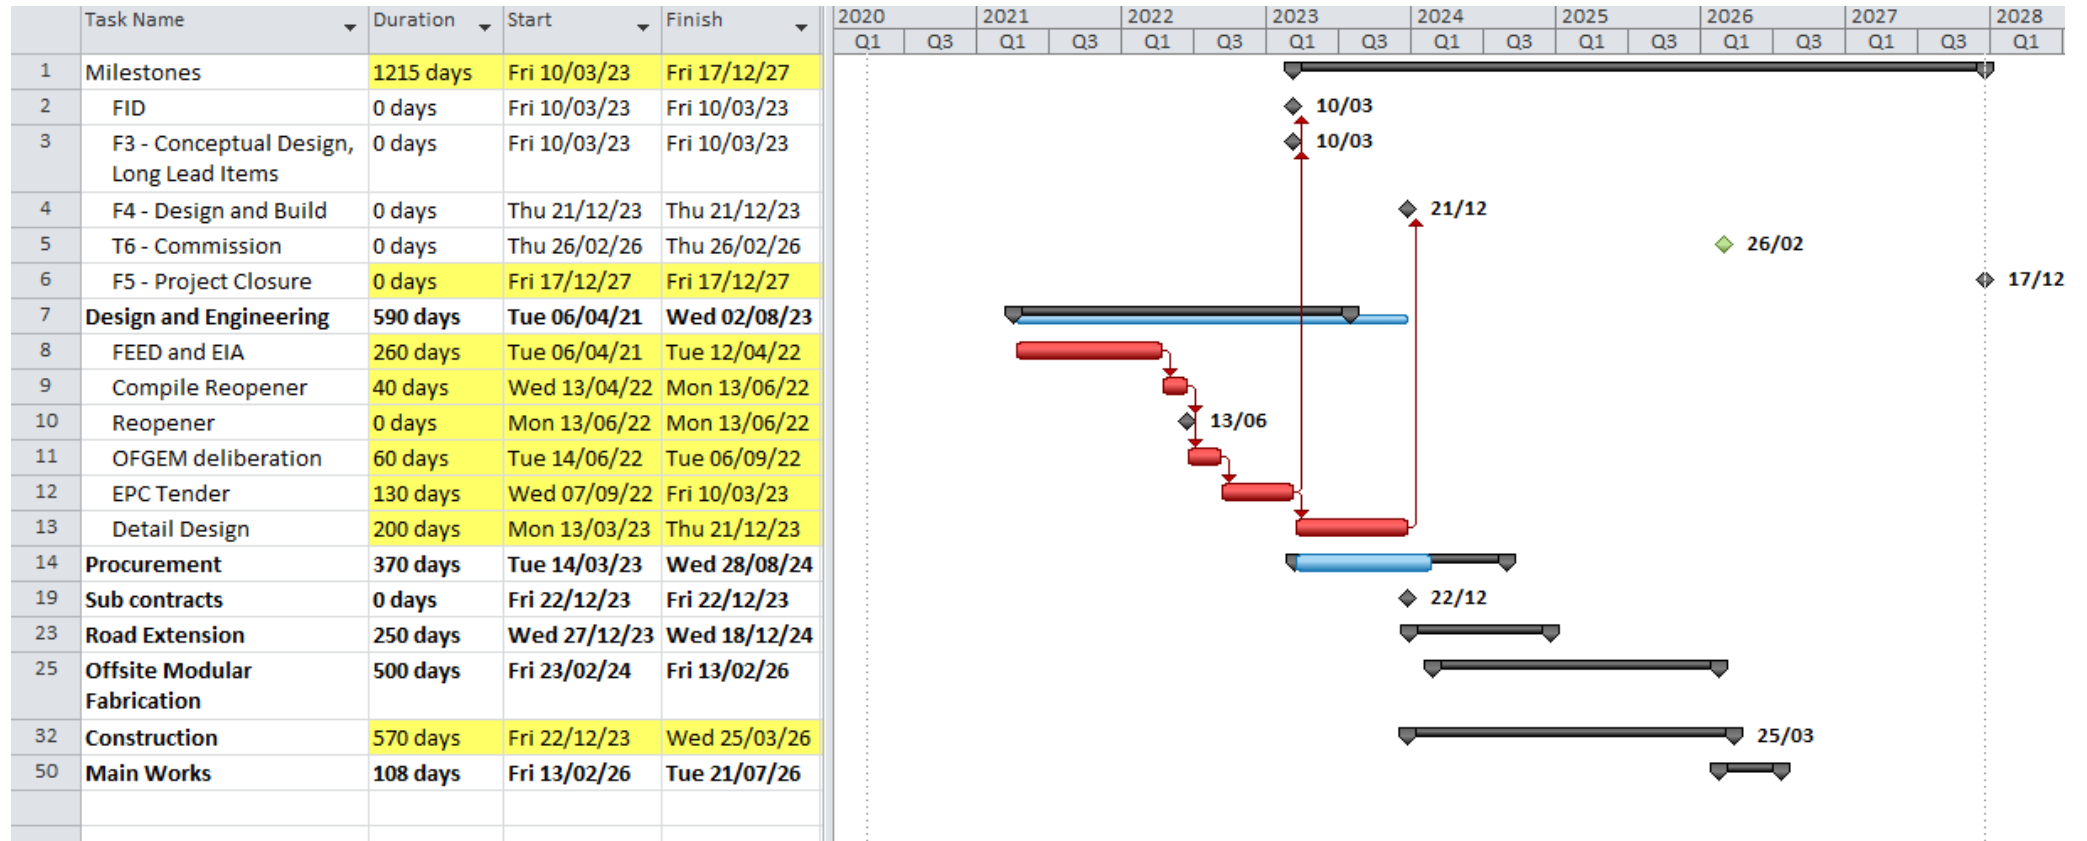 Task Name Duration Start Finish 2020 2021 2022 2023 2024 2025 2026 2027 2028
Q1 Q3 Q1 Q3 Q1 Q3 Q1 Q3 Q1 Q3 Q1 Q3 Q1 Q3 Q1 Q3 Q1
1 Milestones 1215 days Fri 10/03/23 Fri 17/12/27
2 FID 0 days Fri 10/03/23 Fri 10/03/23 10/03
3 F3 - Conceptual Design, 0 days Fri 10/03/23 Fri 10/03/23 10/03
Long Lead Items
4 F4 - Design and Build 0 days Thu 21/12/23 Thu 21/12/23 21/12
5 T6 - Commission 0 days Thu 26/02/26 Thu 26/02/26 26/02
6 F5 - Project Closure 0 days Fri 17/12/27 Fri 17/12/27 17/12
7 Design and Engineering 590 days Tue 06/04/21 Wed 02/08/23
8 FEED and EIA 260 days Tue 06/04/21 Tue 12/04/22
9 Compile Reopener 40 days Wed 13/04/22 Mon 13/06/22
10 Reopener 0 days Mon 13/06/22 Mon 13/06/22 13/06
11 OFGEM deliberation 60 days Tue 14/06/22 Tue 06/09/22
12 EPC Tender 130 days Wed 07/09/22 Fri 10/03/23
13 Detail Design 200 days Mon 13/03/23 Thu 21/12/23
14 Procurement 370 days Tue 14/03/23 Wed 28/08/24
19 Sub contracts 0 days Fri 22/12/23 Fri 22/12/23 22/12
23 Road Extension 250 days Wed 27/12/23 Wed 18/12/24
25 Offsite Modular 500 days Fri 23/02/24 Fri 13/02/26
Fabrication
32 Construction 570 days Fri 22/12/23 Wed 25/03/26 25/03
50 Main Works 108 days Fri 13/02/26 Tue 21/07/26